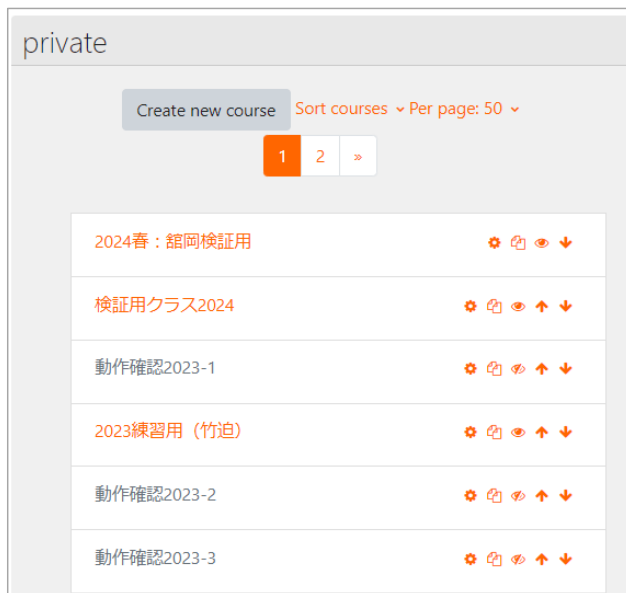 private
Create new course Sort courses Per page: 50
1 2 »
2024春：舘岡検証用
検証用クラス2024
動作確認2023-1
2023練習用（竹迫）
動作確認2023-2
動作確認2023-3